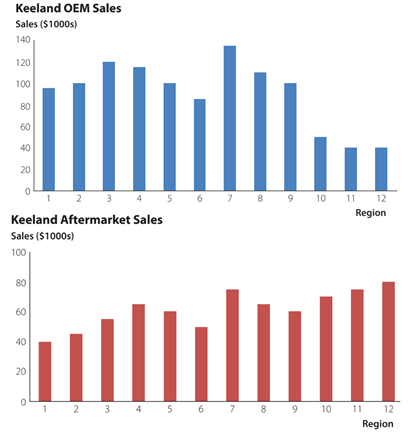 Keeland OEM Sales
Sales ($1000s)
140
120
100
80
60
40
20
0
1 2 3 4 5 6 7 8 9 10 11 12
Region
Keeland Aftermarket Sales
Sales ($1000s)
100
80
60
40
20
0
1 2 3 4 5 6 7 8 9 10 11 12
Region